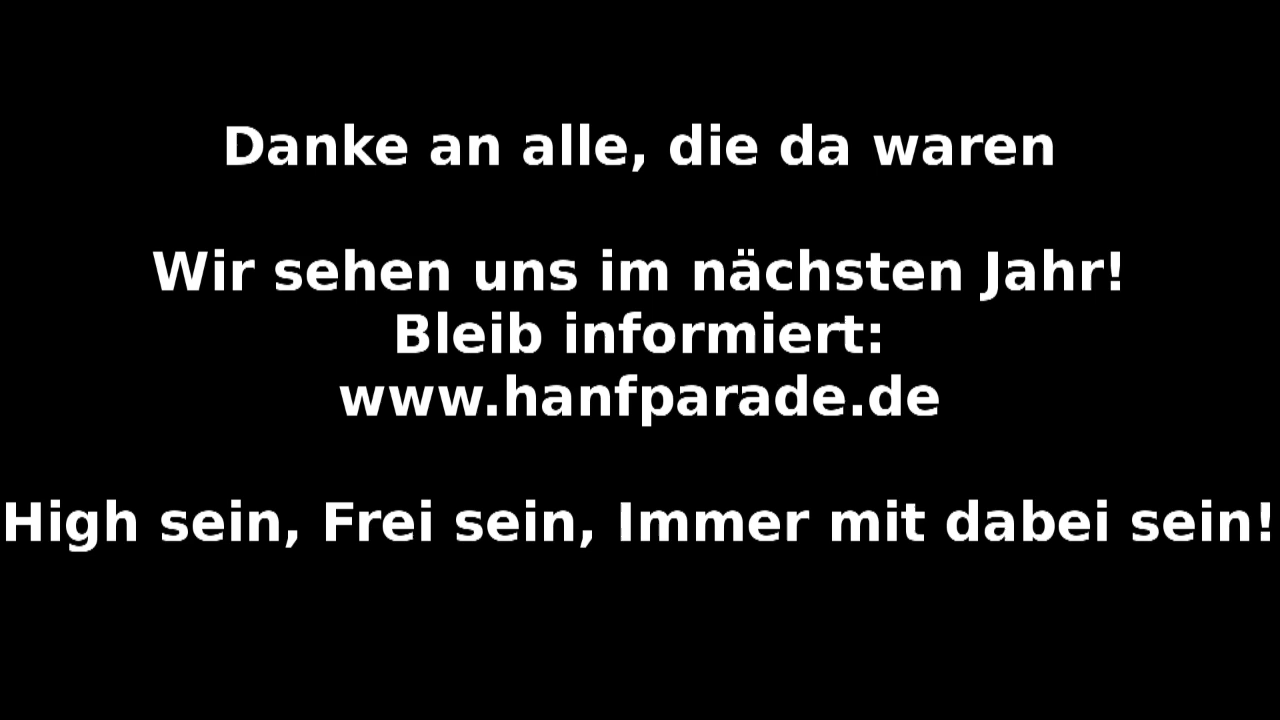 Danke an alle, die da waren
Wir sehen uns im nächsten Jahr!
Bleib informiert:
www.hanfparade.de
High sein, Frei sein, Immer mit dabei sein!